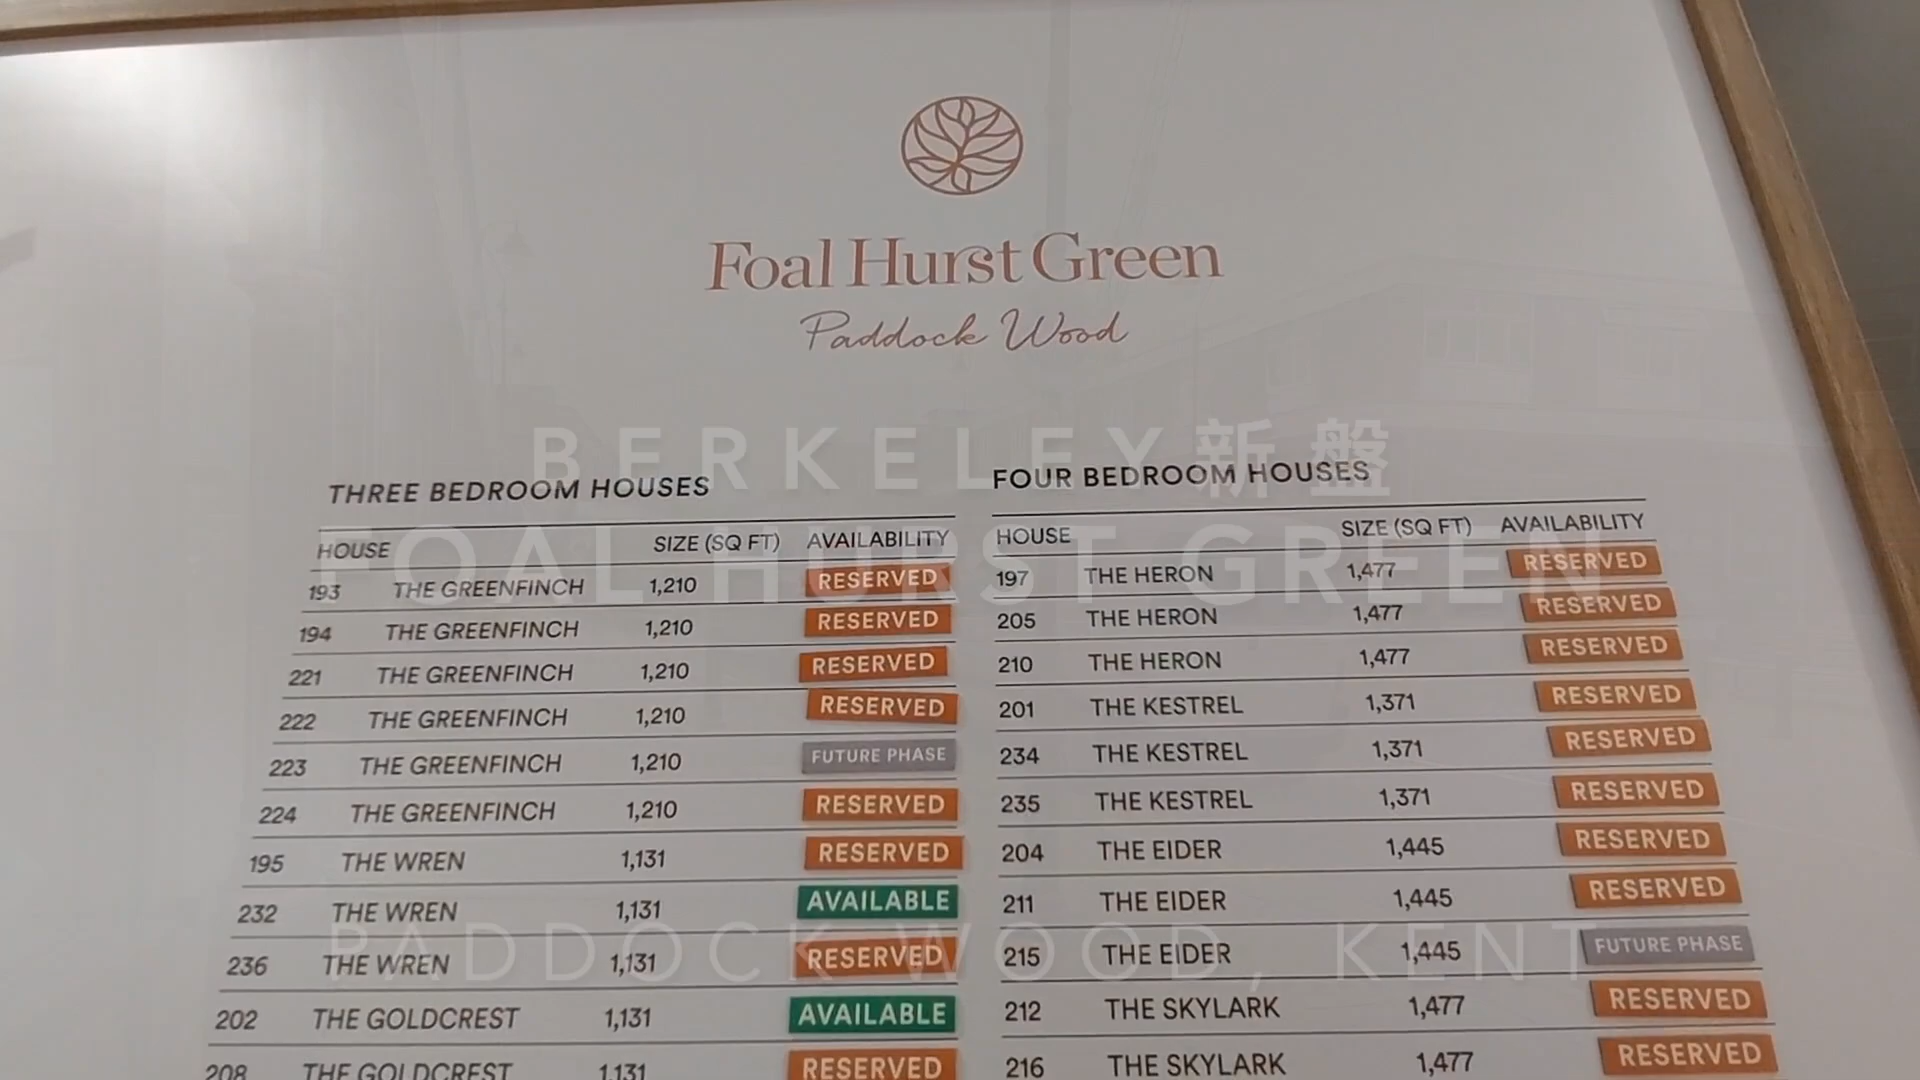 Foal Hurst Green
Paddock Wood
BERKELEY新盤
FOAL HURST GREEN
PADDOCK WOOD, KENT
THREE BEDROOM HOUSES
HOUSE SIZE (SQ FT) AVAILABILITY
193 THE GREENFINCH 1,210 RESERVED
194 THE GREENFINCH 1,210 RESERVED
221 THE GREENFINCH 1,210 RESERVED
222 THE GREENFINCH 1,210 RESERVED
223 THE GREENFINCH 1,210 FUTURE PHASE
224 THE GREENFINCH 1,210 RESERVED
195 THE WREN 1,131 RESERVED
232 THE WREN 1,131 AVAILABLE
236 THE WREN 1,131 RESERVED
202 THE GOLDCREST 1,131 AVAILABLE
208 THE GOLDCREST 1,131 RESERVED
FOUR BEDROOM HOUSES
HOUSE SIZE (SQ FT) AVAILABILITY
197 THE HERON 1,477 RESERVED
205 THE HERON 1,477 RESERVED
210 THE HERON 1,477 RESERVED
201 THE KESTREL 1,371 RESERVED
234 THE KESTREL 1,371 RESERVED
235 THE KESTREL 1,371 RESERVED
204 THE EIDER 1,445 RESERVED
211 THE EIDER 1,445 RESERVED
215 THE EIDER 1,445 FUTURE PHASE
212 THE SKYLARK 1,477 RESERVED
216 THE SKYLARK 1,477 RESERVED